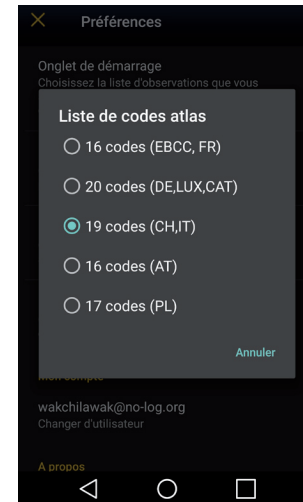 Préférences
Onglet de démarrage
Choisissez la liste d'observations que vous
Liste de codes atlas
16 codes (EBCC, FR)
20 codes (DE,LUX,CAT)
19 codes (CH,IT)
16 codes (AT)
17 codes (PL)
Annuler
Mon compte
wakchilawak@no-log.org
Changer d'utilisateur
A propos